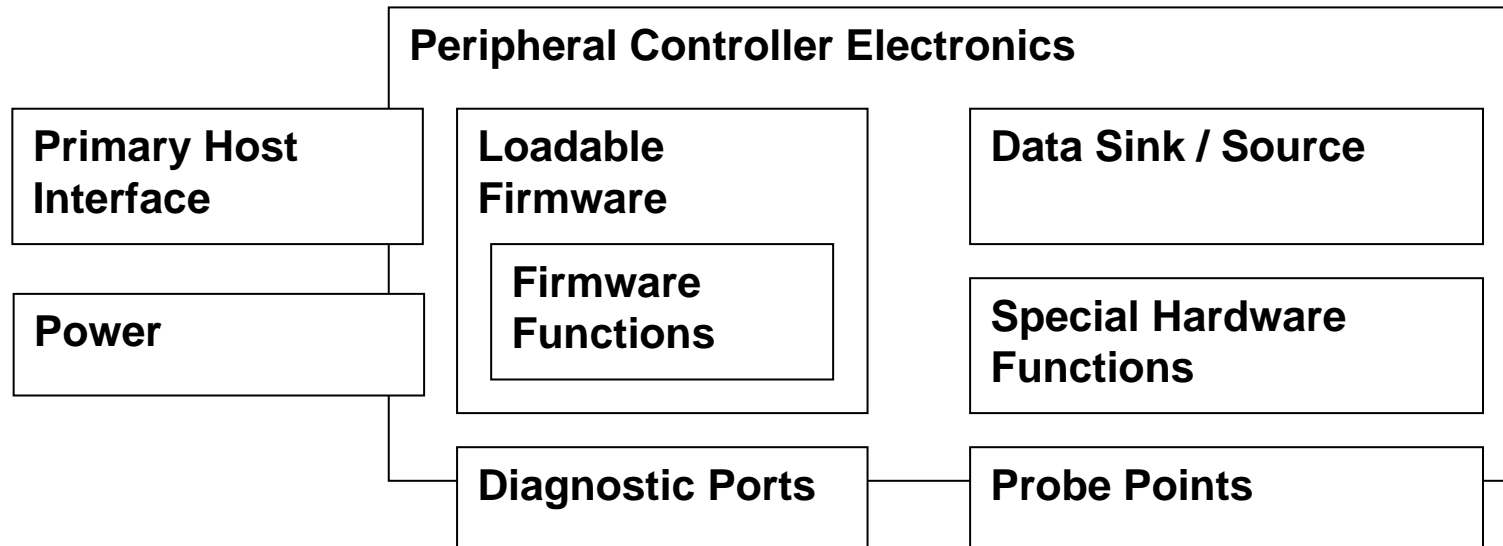 Peripheral Controller Electronics
Primary Host
Interface
Loadable
Firmware
Data Sink / Source
Firmware
Functions
Power
Special Hardware
Functions
Diagnostic Ports
Probe Points